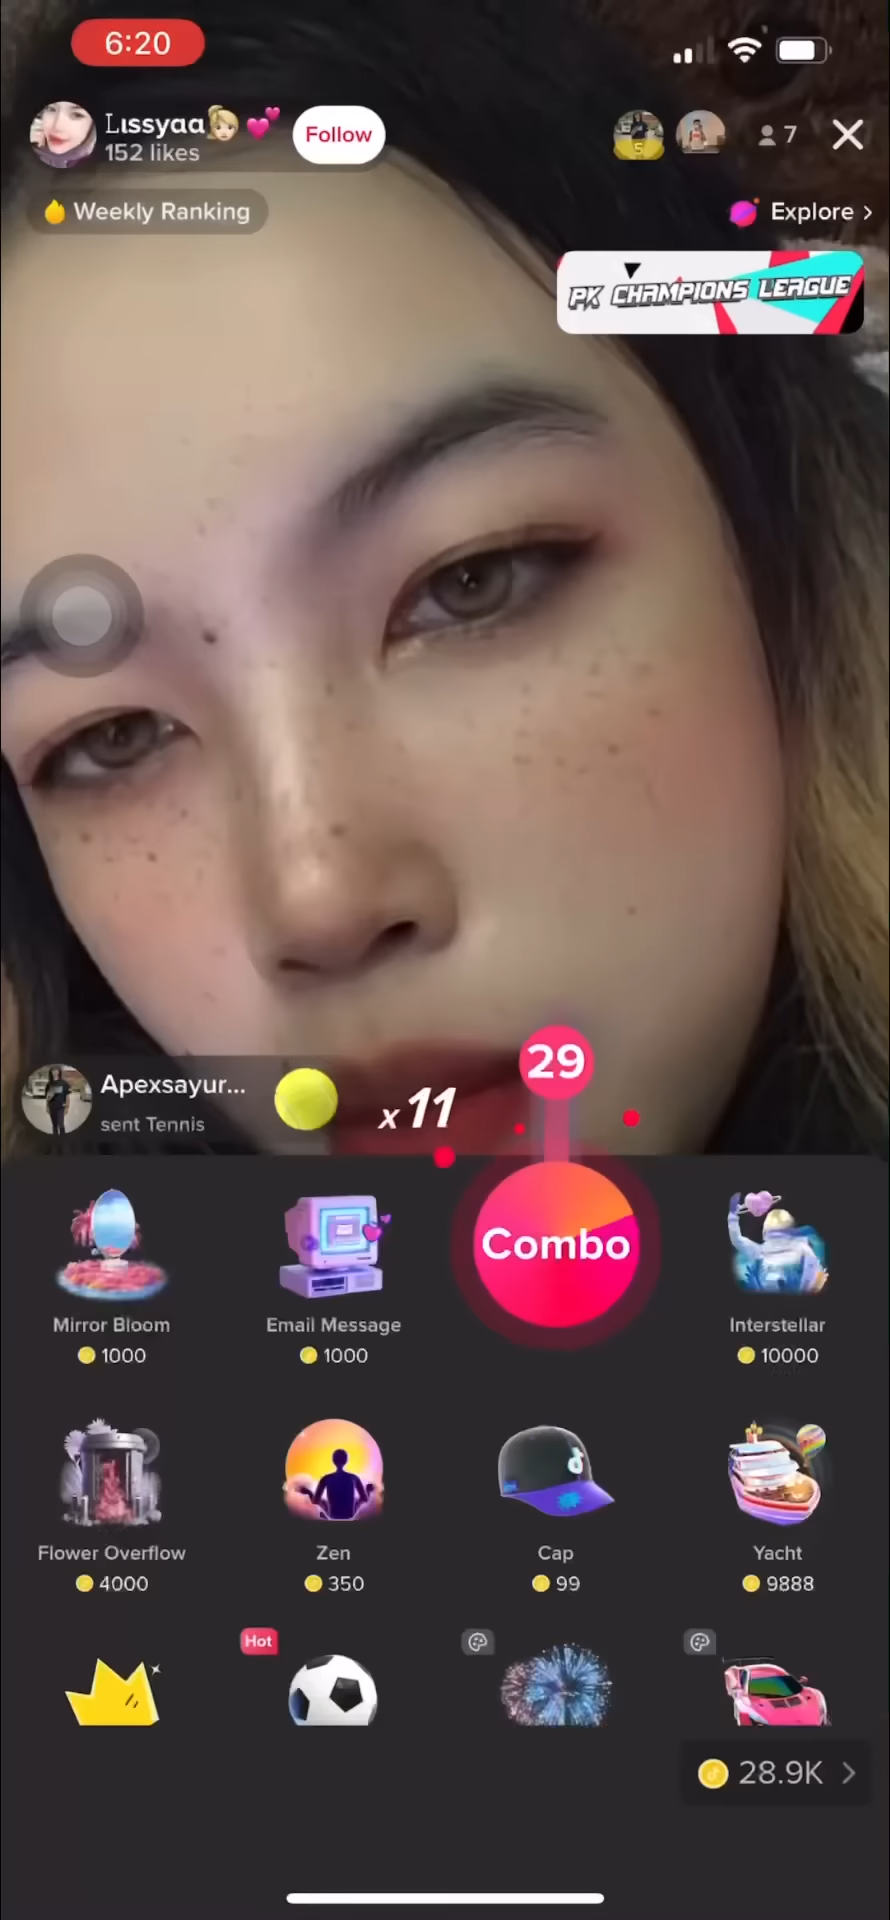 6:20
Lıssyaa👱🏻‍♀️💕
152 likes
Follow
5
7
Weekly Ranking
Explore >
PK CHAMPIONS LEAGUE
Apexsayur...
sent Tennis
x11
29
Combo
Mirror Bloom
1000
Email Message
1000
Interstellar
10000
Flower Overflow
4000
Zen
350
Cap
99
Yacht
9888
Hot
28.9K >